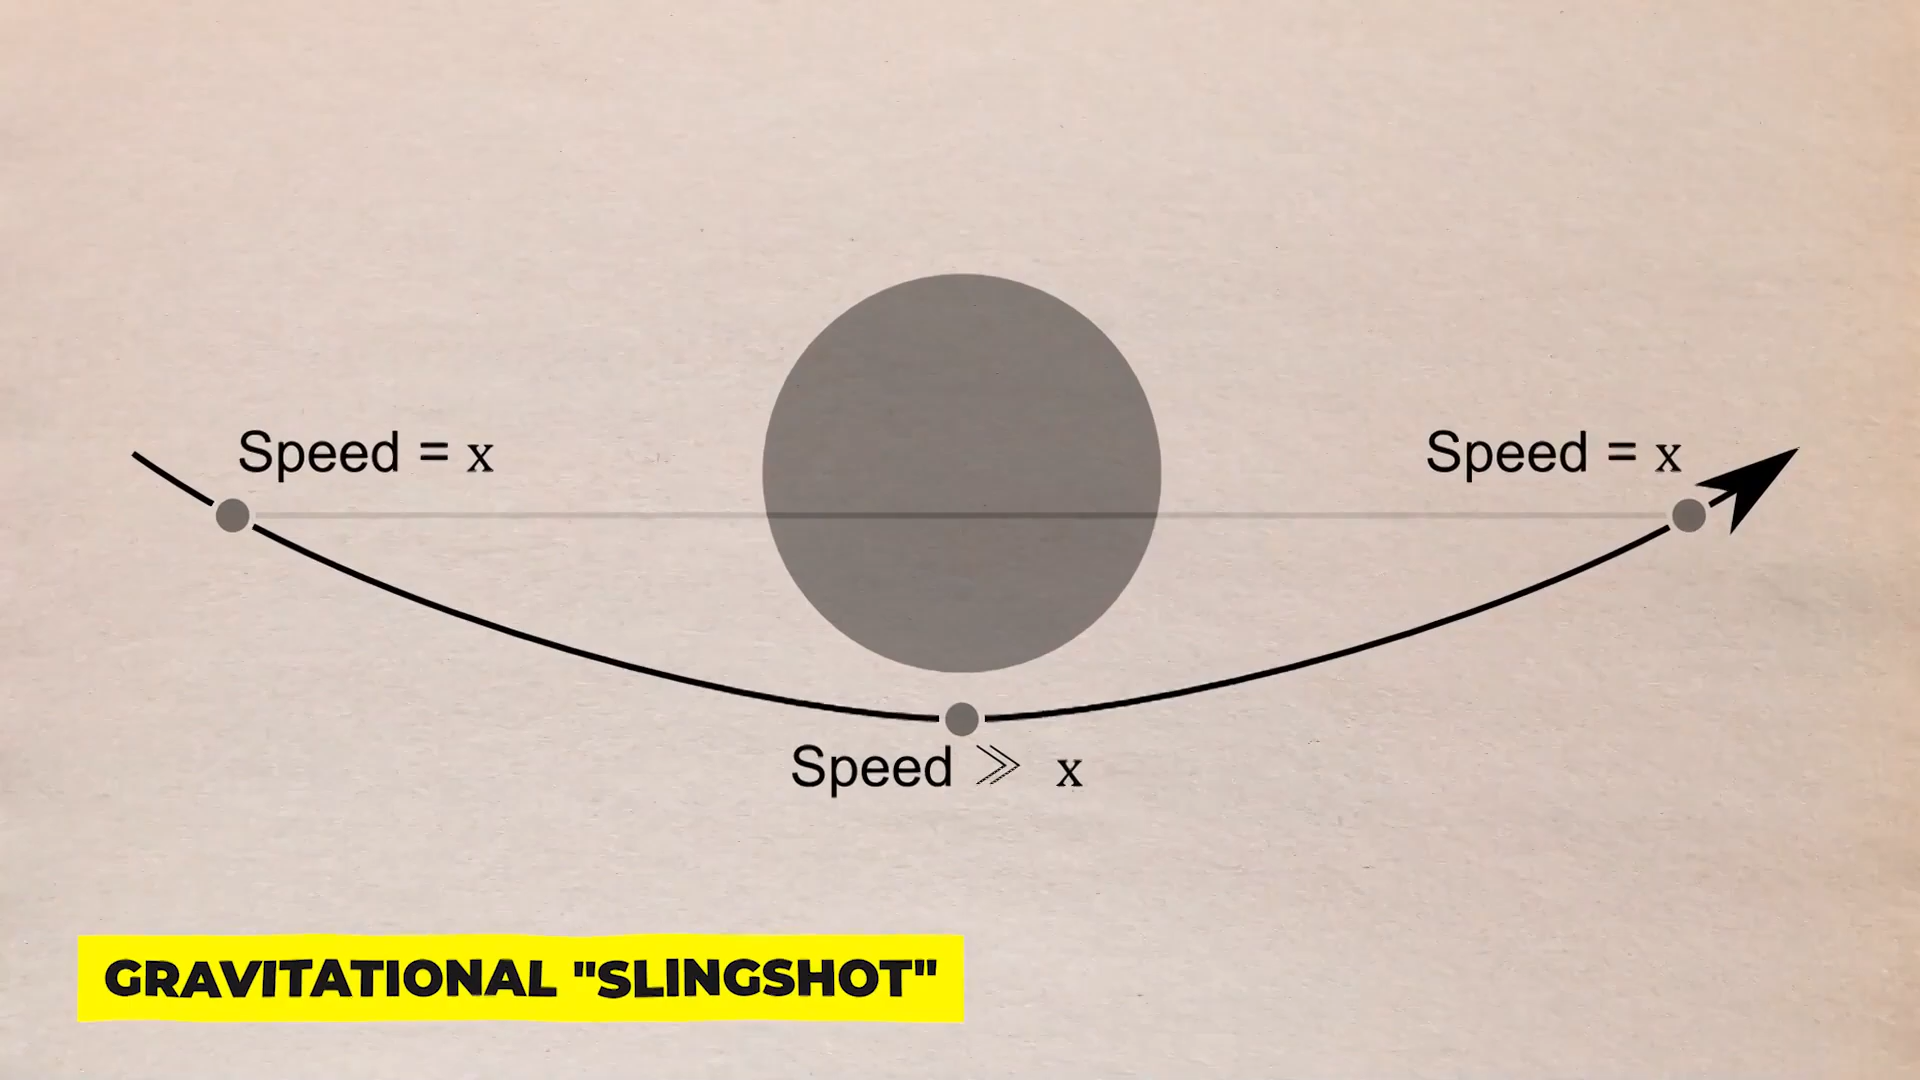 Speed = x
Speed = x
Speed ≫ x
GRAVITATIONAL "SLINGSHOT"